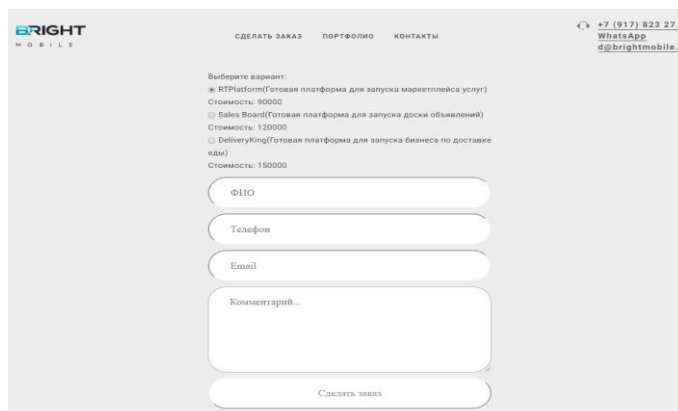 BRIGHT
MOBILE
СДЕЛАТЬ ЗАКАЗ ПОРТФОЛИО КОНТАКТЫ
+7 (917) 823 27
WhatsApp
d@brightmobile.
Выберите вариант:
RTPlatform(Готовая платформа для запуска маркетплейса услуг)
Стоимость: 90000
Sales Board(Готовая платформа для запуска доски объявлений)
Стоимость: 120000
DeliveryKing(Готовая платформа для запуска бизнеса по доставке
еды)
Стоимость: 150000
ФИО
Телефон
Email
Комментарий...
Сделать заказ